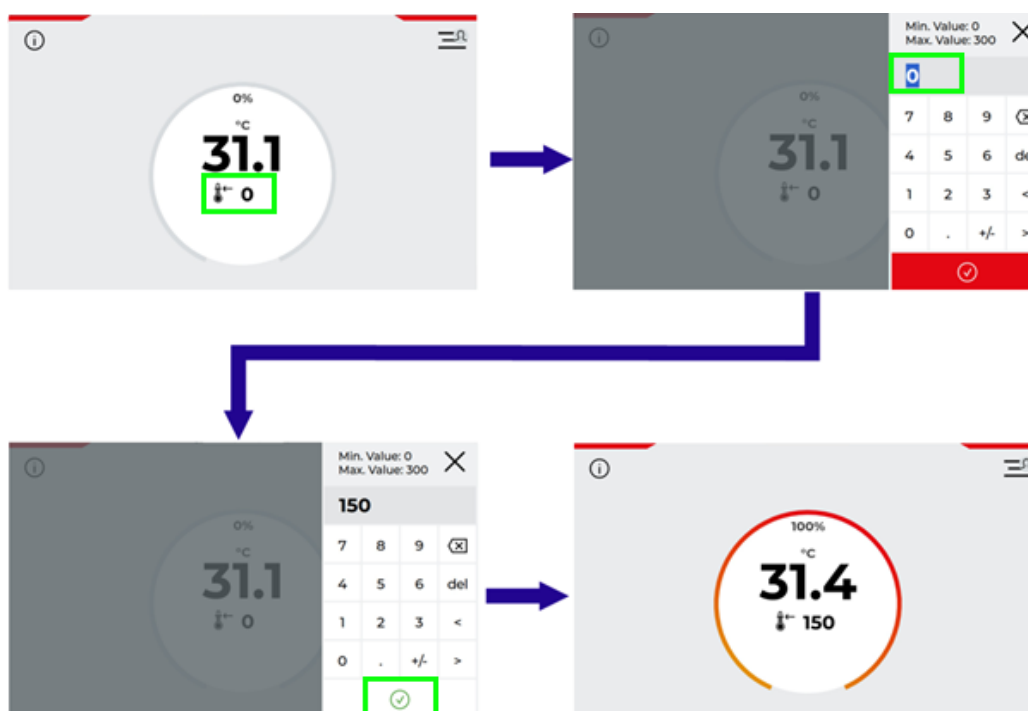 0%
°C
31.1
0
Min. Value: 0
Max. Value: 300
0
0%
°C
31.1
0
7 8 9
4 5 6 de
1 2 3 <
0 . +/- >
Min. Value: 0
Max. Value: 300
150
0%
°C
31.1
0
7 8 9
4 5 6 del
1 2 3 <
0 . +/- >
100%
°C
31.4
150